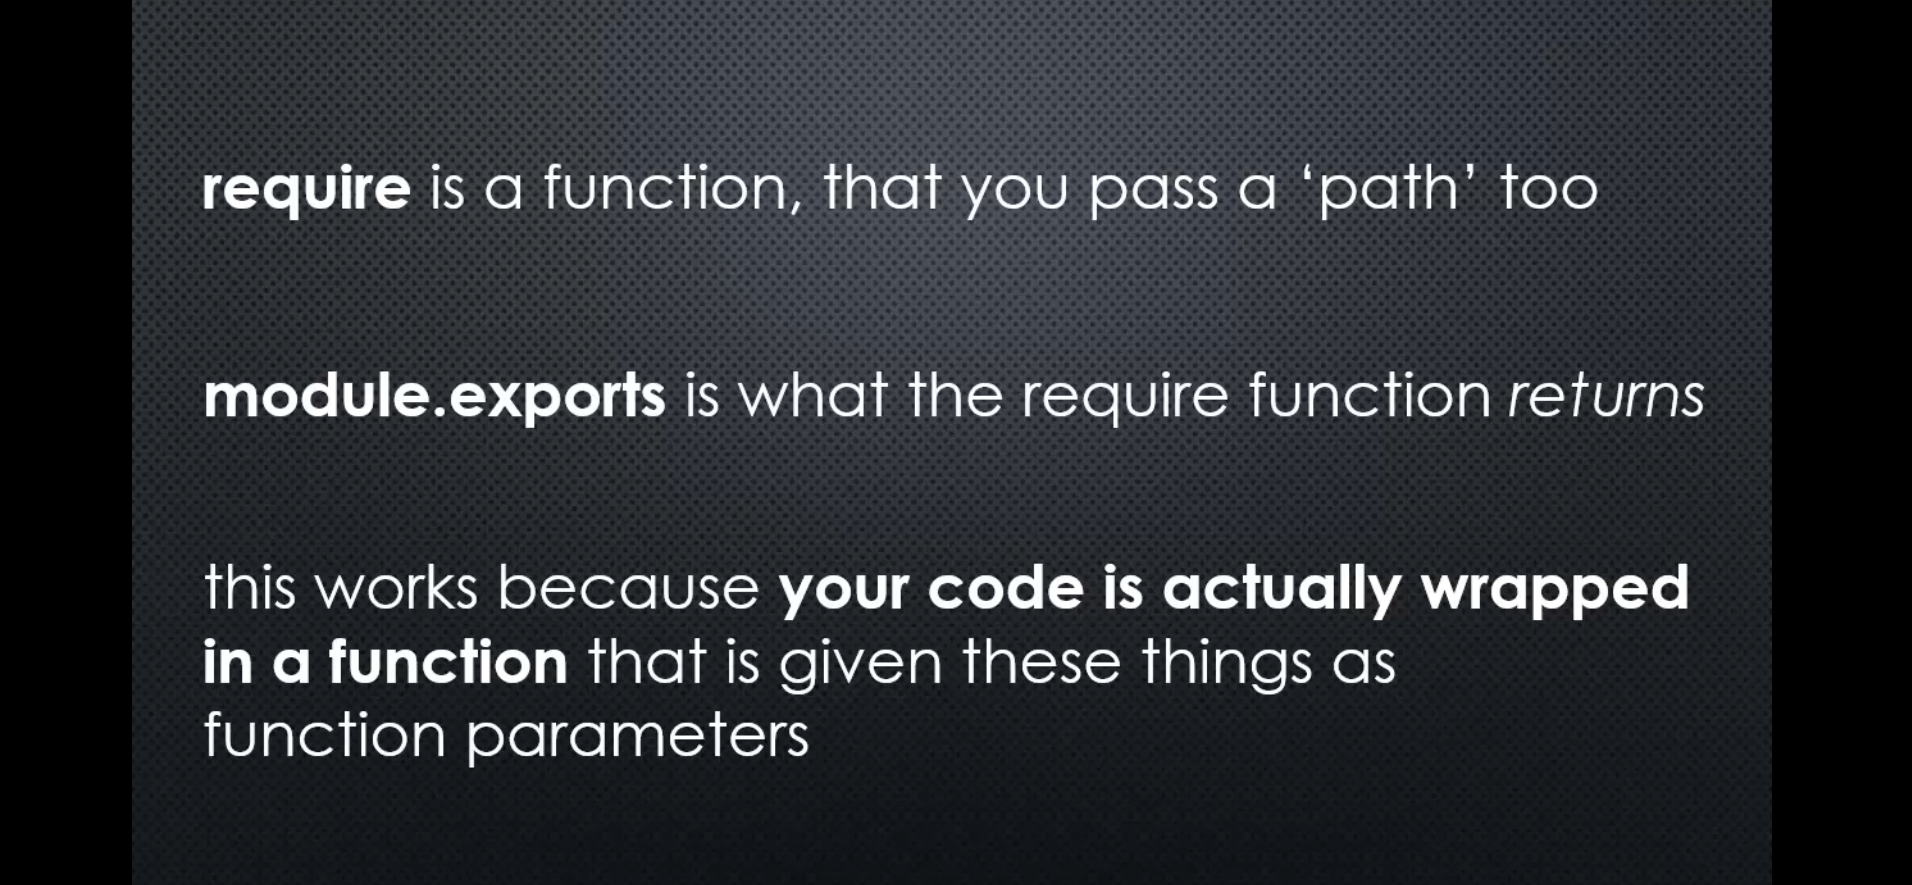 require is a function, that you pass a ‘path’ too
module.exports is what the require function returns
this works because your code is actually wrapped
in a function that is given these things as
function parameters